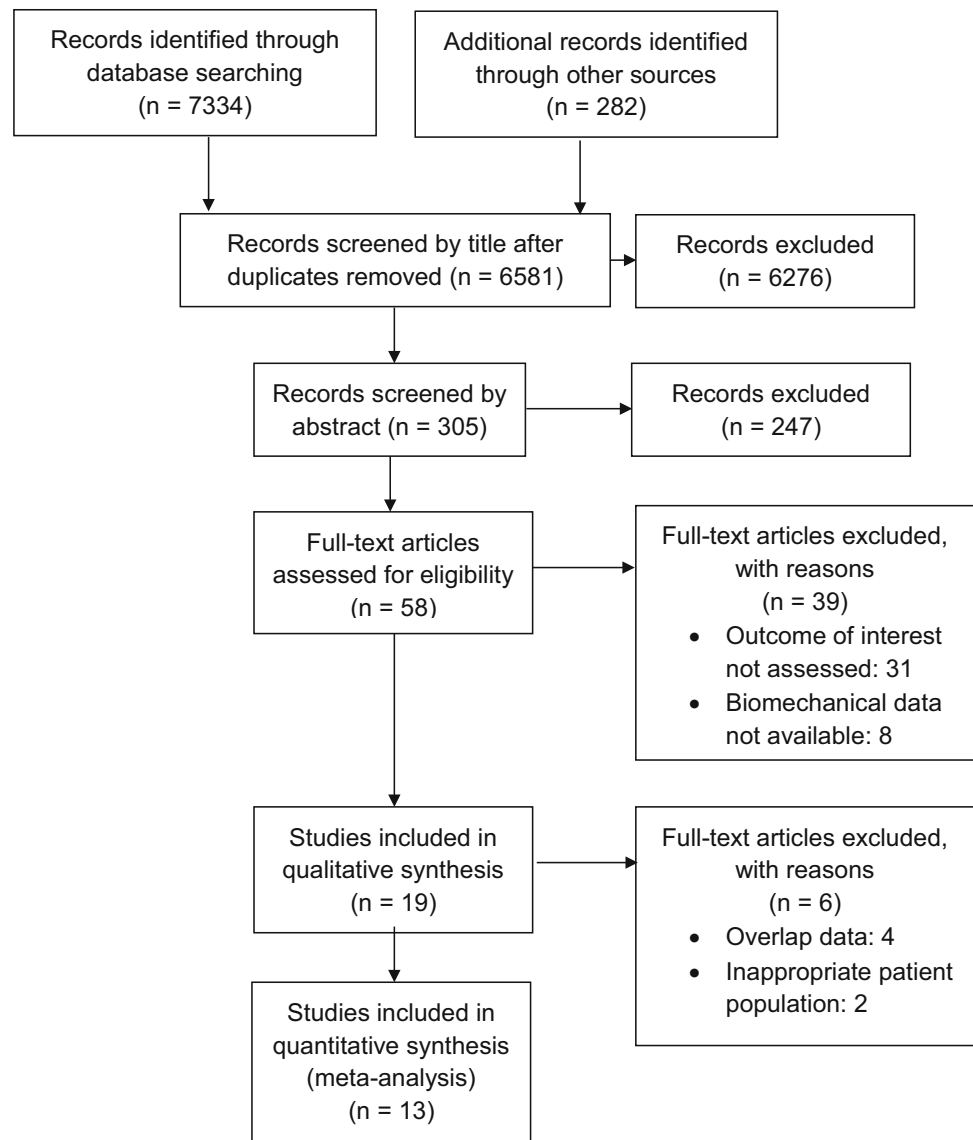 Records identified through
database searching
(n = 7334)
Additional records identified
through other sources
(n = 282)
Records screened by title after
duplicates removed (n = 6581)
Records excluded
(n = 6276)
Records screened by
abstract (n = 305)
Records excluded
(n = 247)
Full-text articles
assessed for eligibility
(n = 58)
Full-text articles excluded,
with reasons
(n = 39)
• Outcome of interest
not assessed: 31
• Biomechanical data
not available: 8
Studies included in
qualitative synthesis
(n = 19)
Full-text articles excluded,
with reasons
(n = 6)
• Overlap data: 4
• Inappropriate patient
population: 2
Studies included in
quantitative synthesis
(meta-analysis)
(n = 13)